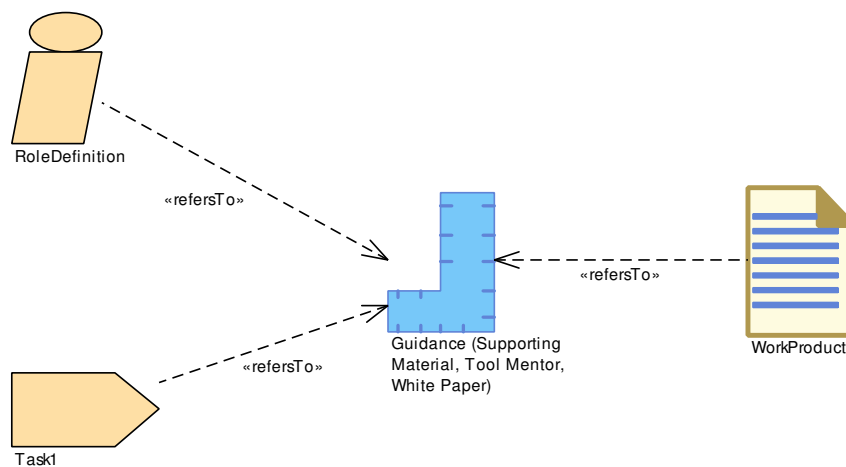 RoleDefinition
«refersTo»
«refersTo»
Guidance (Supporting
Material, Tool Mentor,
White Paper)
WorkProduct
«refersTo»
Task1